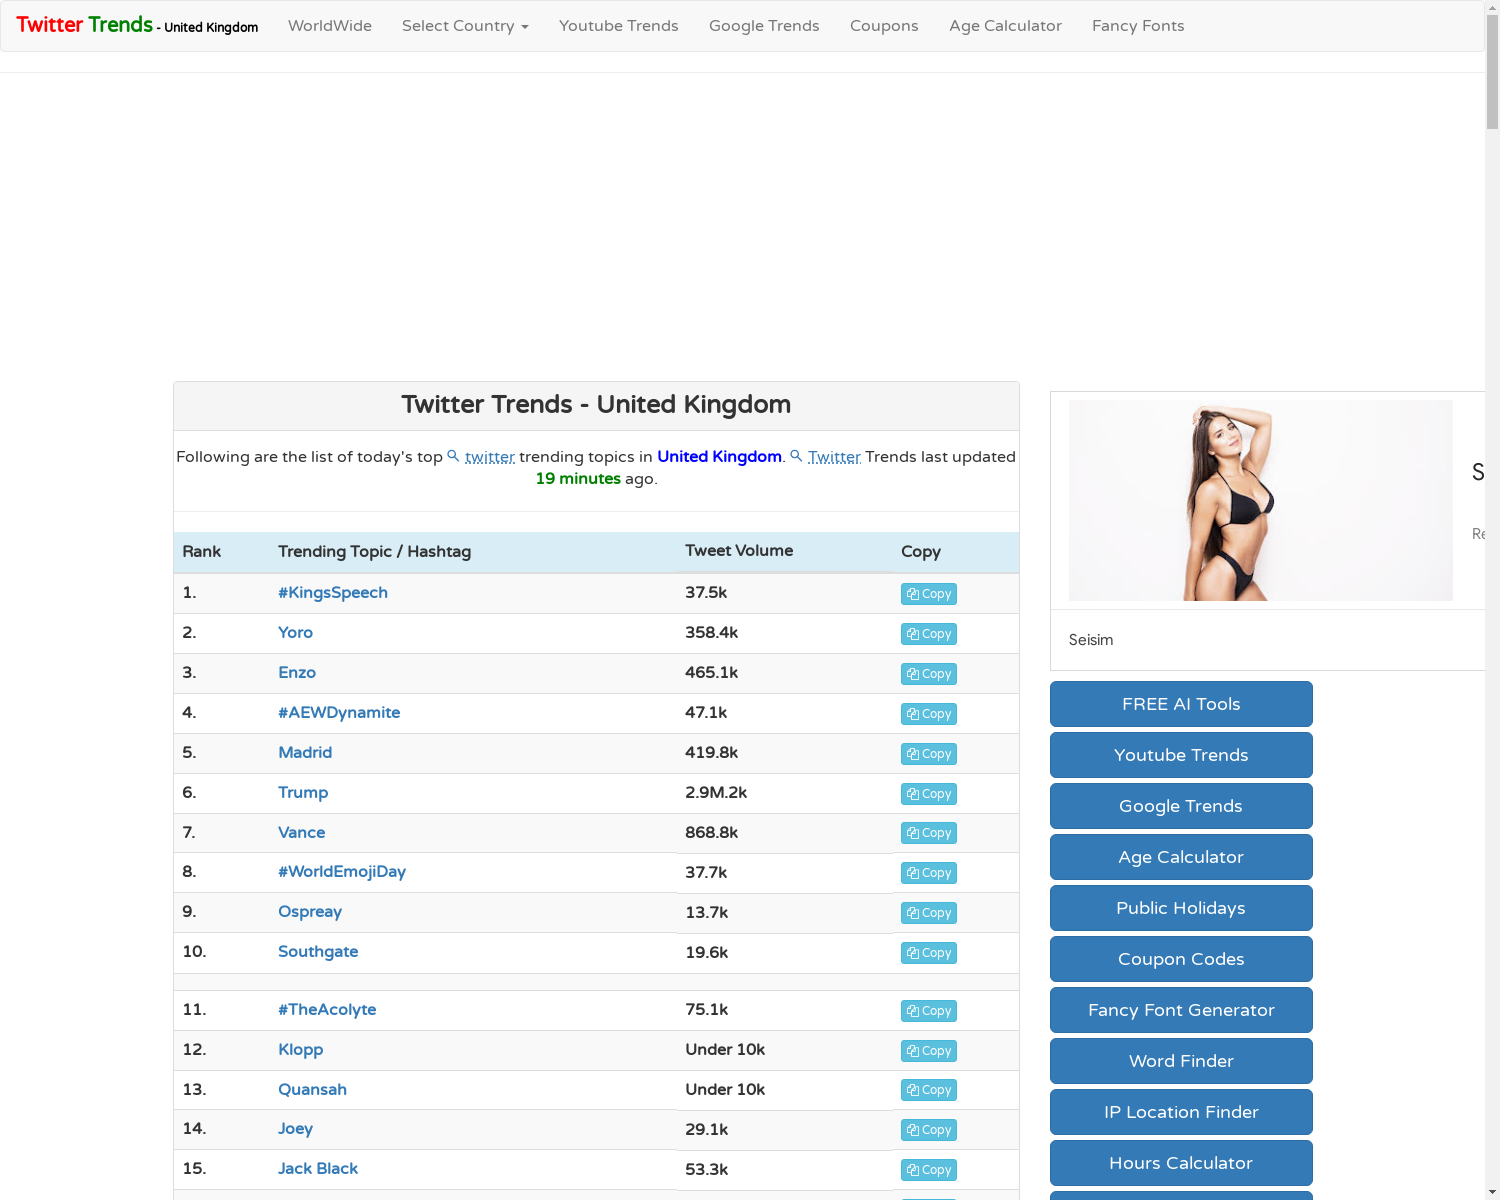 Twitter Trends - United Kingdom WorldWide Select Country Youtube Trends Google Trends Coupons Age Calculator Fancy Fonts
Twitter Trends - United Kingdom
Following are the list of today's top twitter trending topics in United Kingdom. Twitter Trends last updated
19 minutes ago.
Rank Trending Topic / Hashtag Tweet Volume Copy
1. #KingsSpeech 37.5k Copy
2. Yoro 358.4k Copy
3. Enzo 465.1k Copy
4. #AEWDynamite 47.1k Copy
5. Madrid 419.8k Copy
6. Trump 2.9M.2k Copy
7. Vance 868.8k Copy
8. #WorldEmojiDay 37.7k Copy
9. Ospreay 13.7k Copy
10. Southgate 19.6k Copy
11. #TheAcolyte 75.1k Copy
12. Klopp Under 10k Copy
13. Quansah Under 10k Copy
14. Joey 29.1k Copy
15. Jack Black 53.3k Copy
Seisim
FREE AI Tools
Youtube Trends
Google Trends
Age Calculator
Public Holidays
Coupon Codes
Fancy Font Generator
Word Finder
IP Location Finder
Hours Calculator